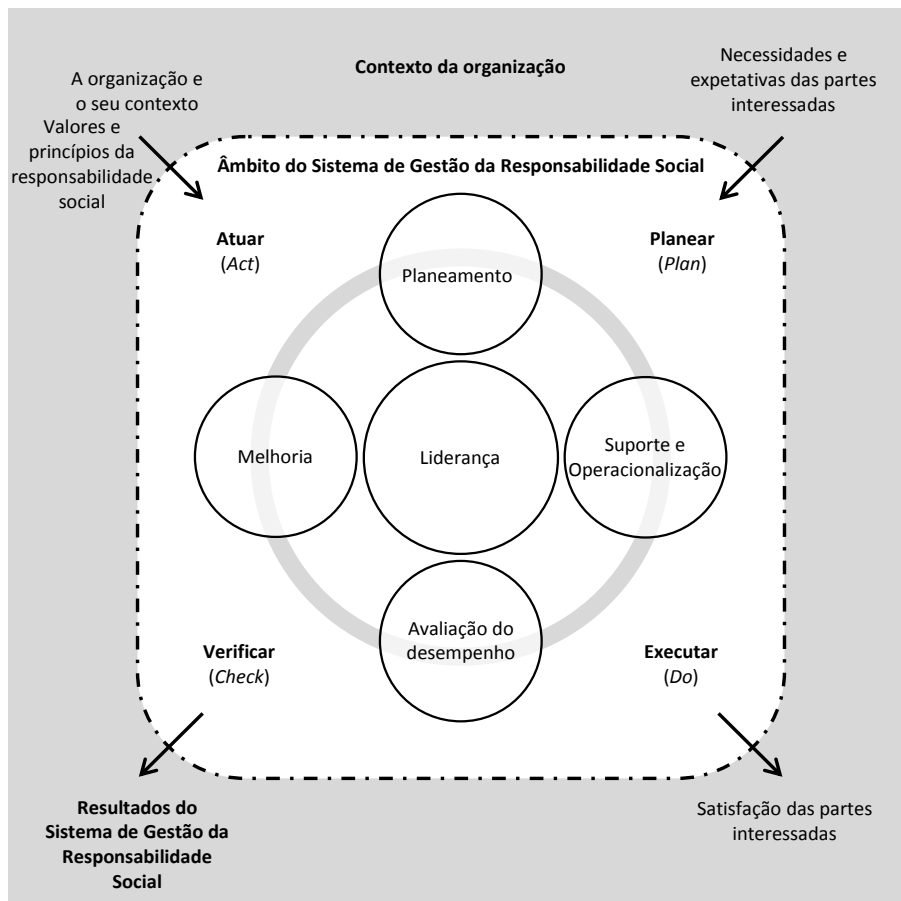 Contexto da organização
A organização e
o seu contexto
Valores e
princípios da
responsabilidade
social
Necessidades e
expetativas das partes
interessadas
Âmbito do Sistema de Gestão da Responsabilidade Social
Atuar
(Act)
Planear
(Plan)
Planeamento
Melhoria
Liderança
Suporte e
Operacionalização
Avaliação do
desempenho
Verificar
(Check)
Executar
(Do)
Resultados do
Sistema de Gestão da
Responsabilidade
Social
Satisfação das partes
interessadas